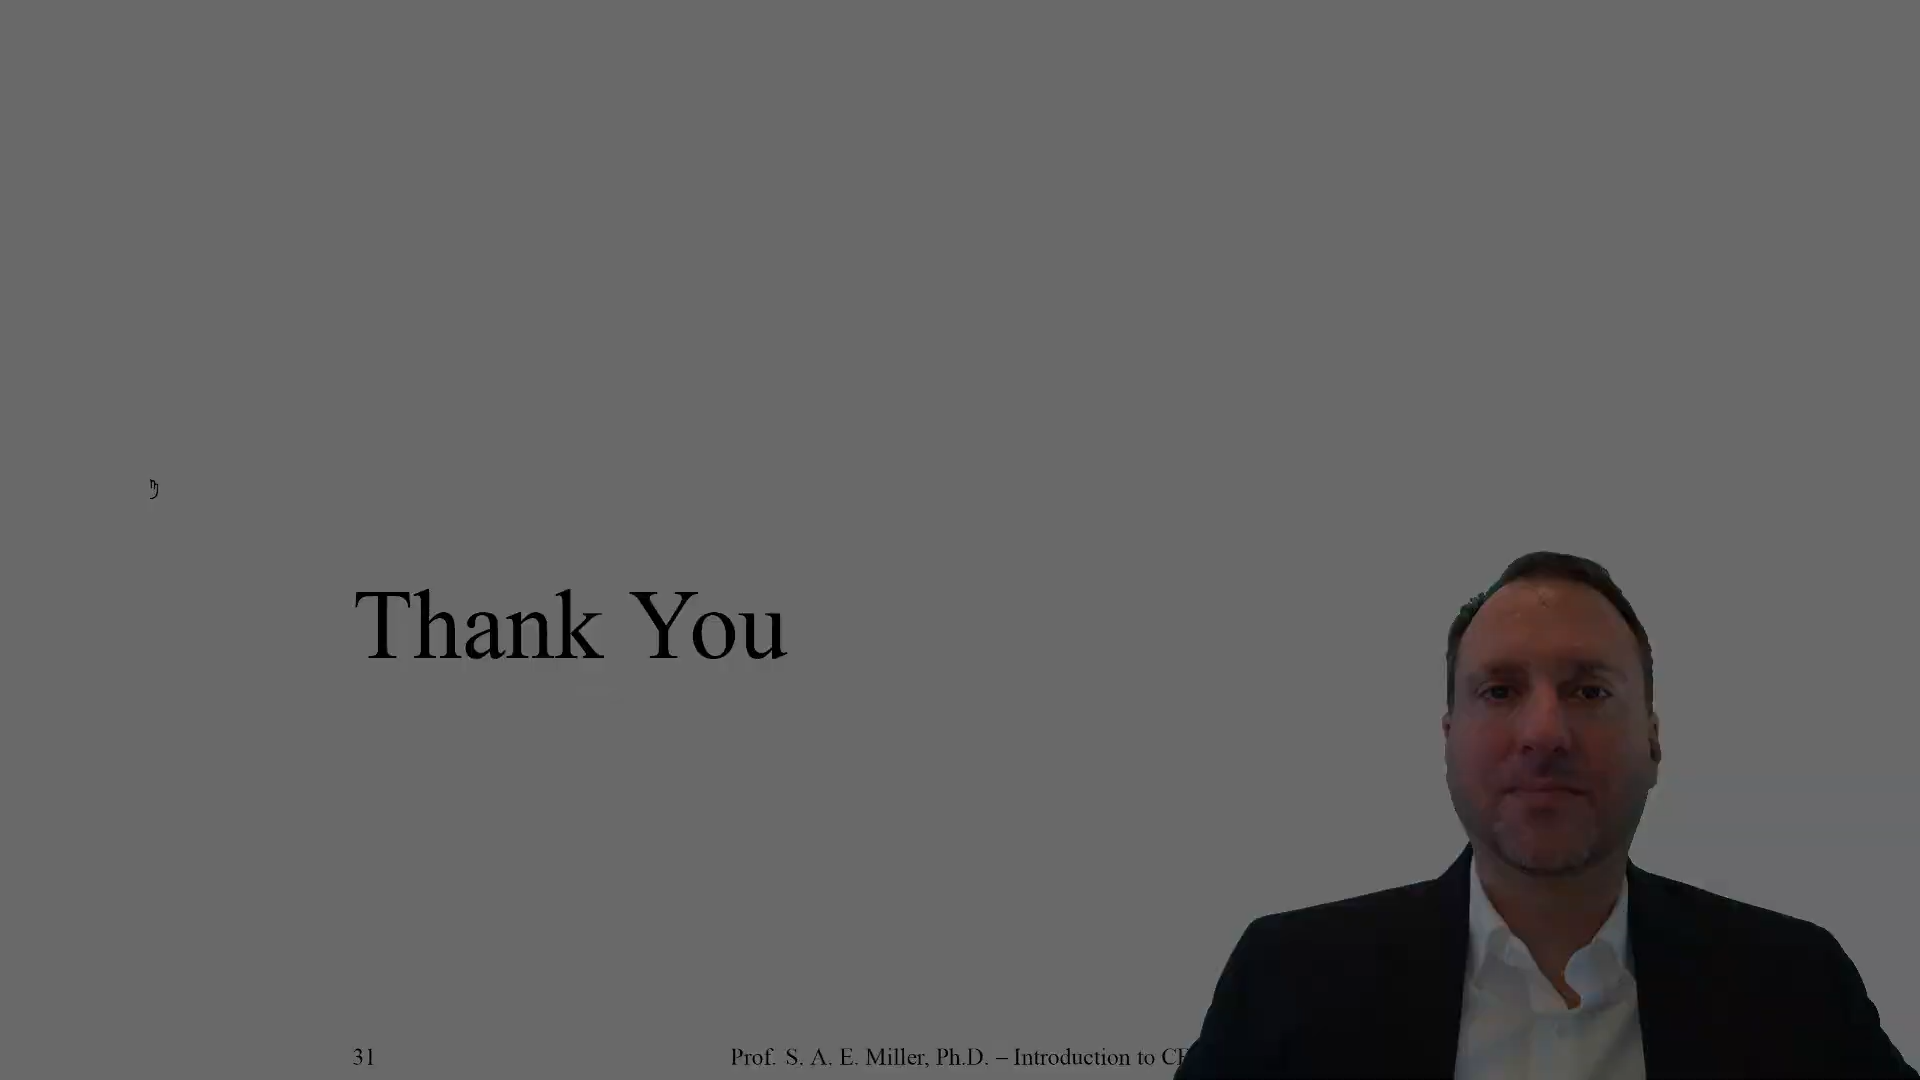 Thank You
31
Prof. S. A. E. Miller, Ph.D. – Introduction to